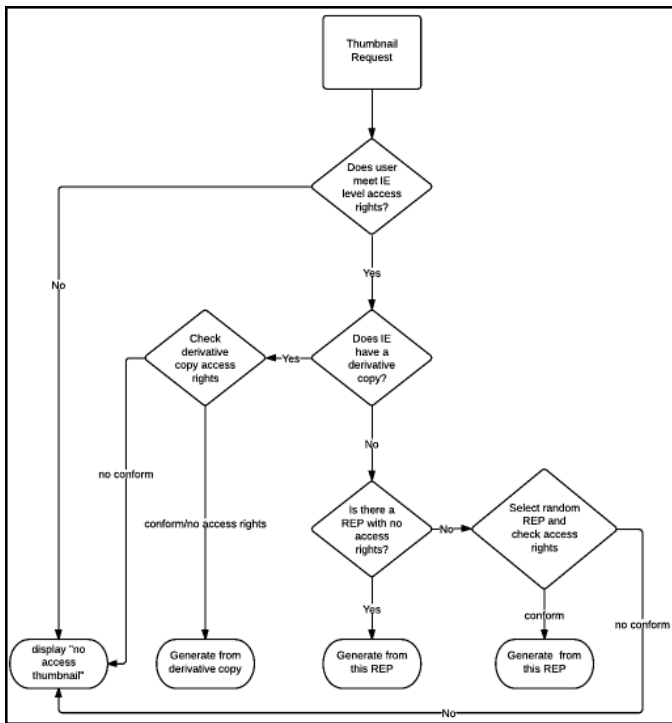 Thumbnail
Request
Does user
meet IE
level access
rights?
No
Yes
Check
derivative
copy access
rights
Yes
Does IE
have a
derivative
copy?
No
no conform
conform/no access rights
Is there a
REP with no
access
rights?
No
Select random
REP and
check access
rights
Yes
conform
no conform
display "no
access
thumbnail"
Generate from
derivative copy
Generate from
this REP
Generate from
this REP
No